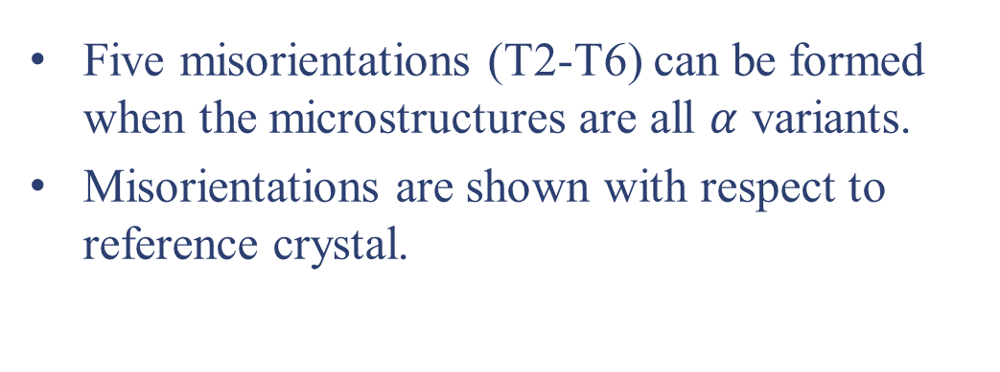 • Five misorientations (T2-T6) can be formed
when the microstructures are all α variants.
• Misorientations are shown with respect to
reference crystal.